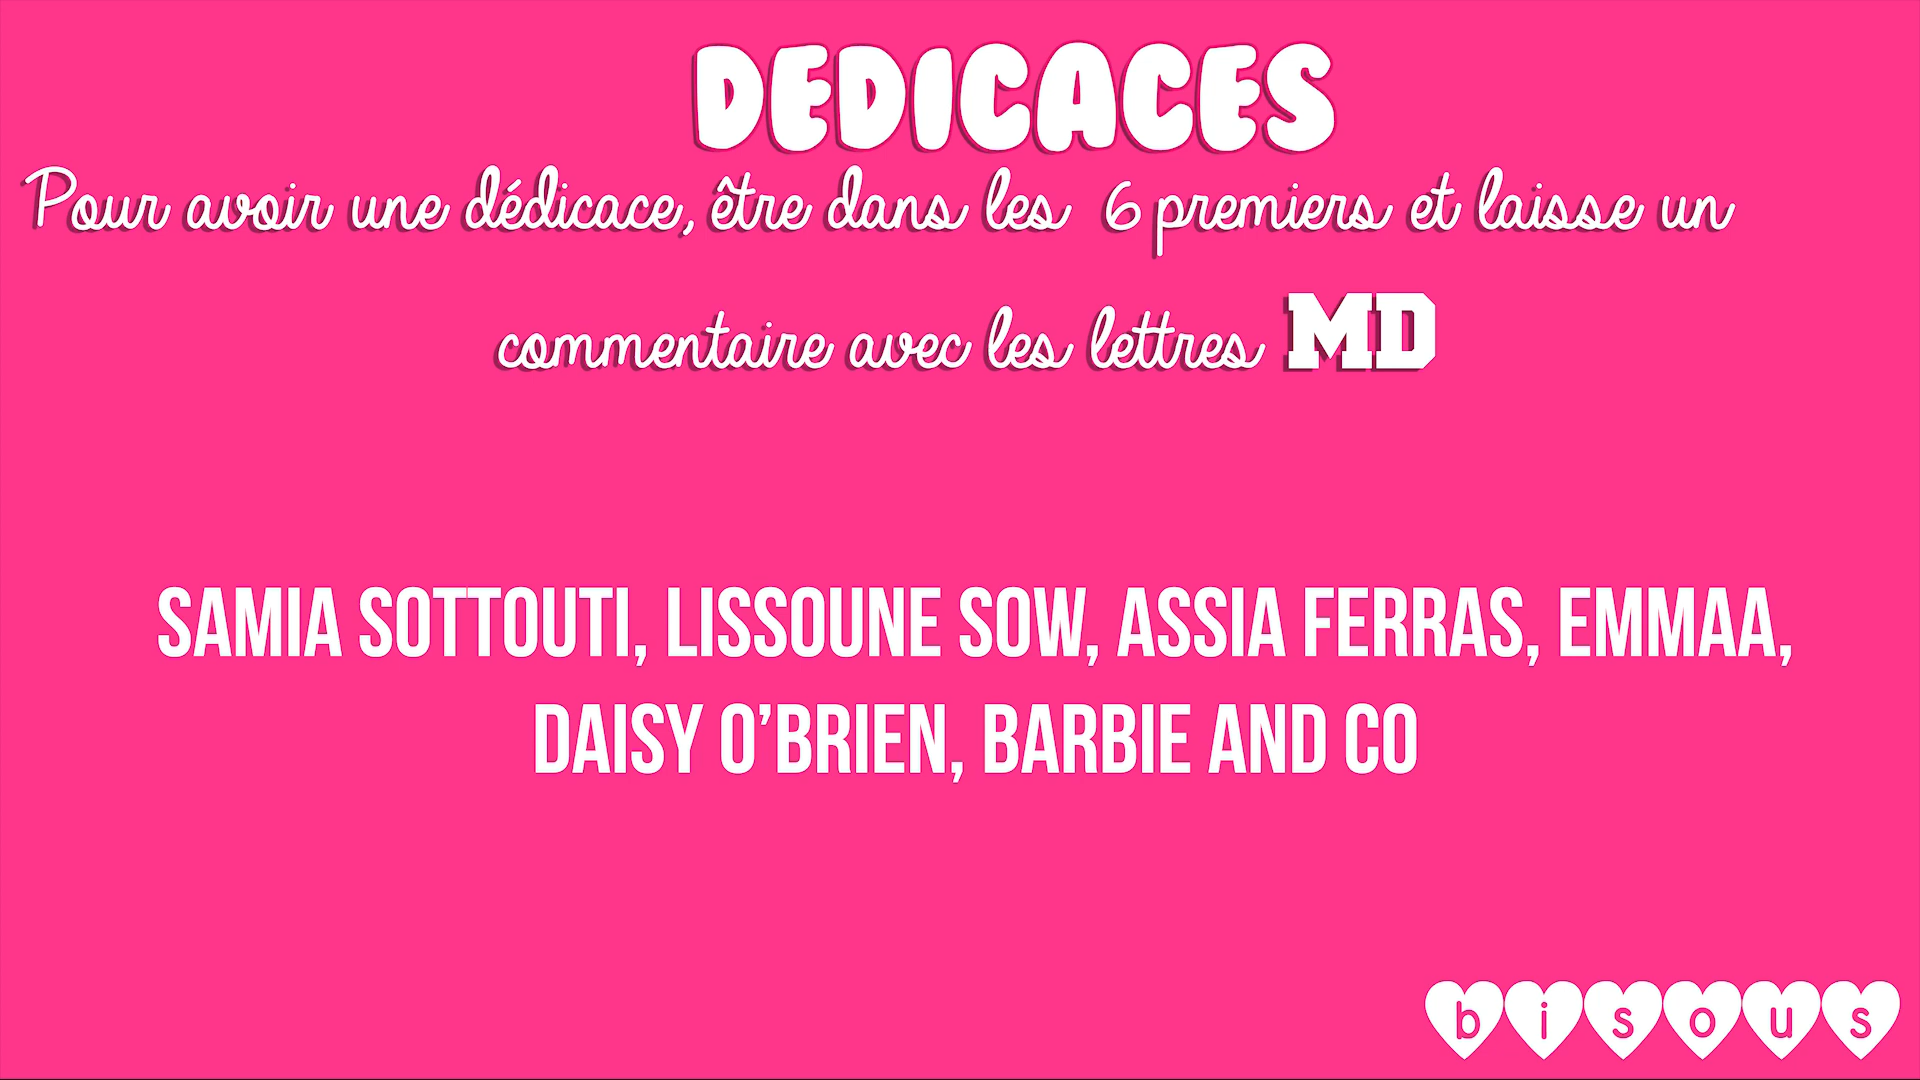 DEDICACES
Pour avoir une dédicace, être dans les 6 premiers et laisse un
commentaire avec les lettres MD
SAMIA SOTTOUTI, LISSOUNE SOW, ASSIA FERRAS, EMMAA,
DAISY O’BRIEN, BARBIE AND CO
bisous